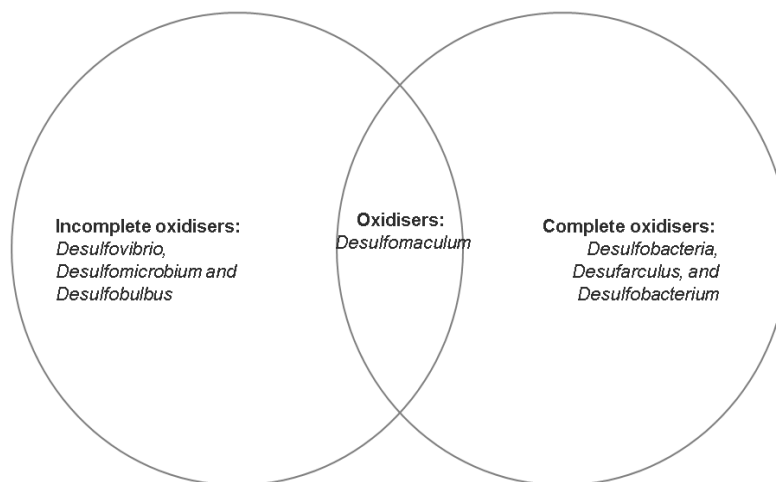 Incomplete oxidisers:
Desulfovibrio,
Desulfomicrobium and
Desulfobulbus
Oxidisers:
Desulfomaculum
Complete oxidisers:
Desulfobacteria,
Desufarculus, and
Desulfobacterium